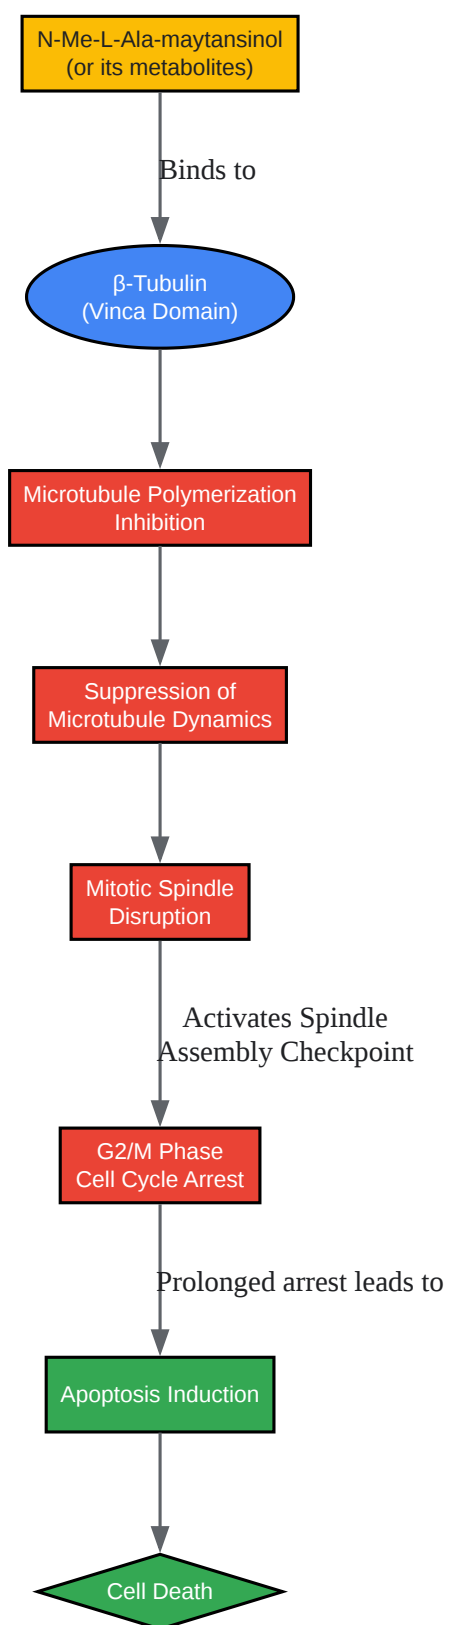 N-Me-L-Ala-maytansinol
(or its metabolites)
Binds to
β-Tubulin
(Vinca Domain)
Microtubule Polymerization
Inhibition
Suppression of
Microtubule Dynamics
Mitotic Spindle
Disruption
Activates Spindle
Assembly Checkpoint
G2/M Phase
Cell Cycle Arrest
Prolonged arrest leads to
Apoptosis Induction
Cell Death